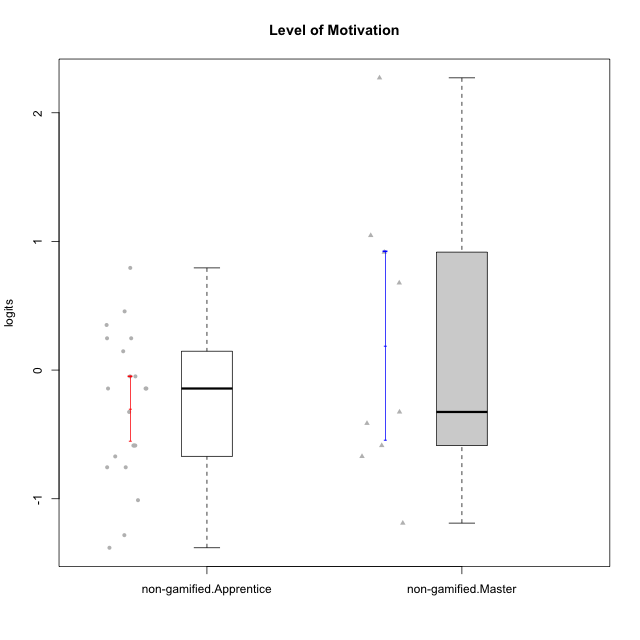 Level of Motivation
logits
2
1
0
-1
non-gamified.Apprentice
non-gamified.Master